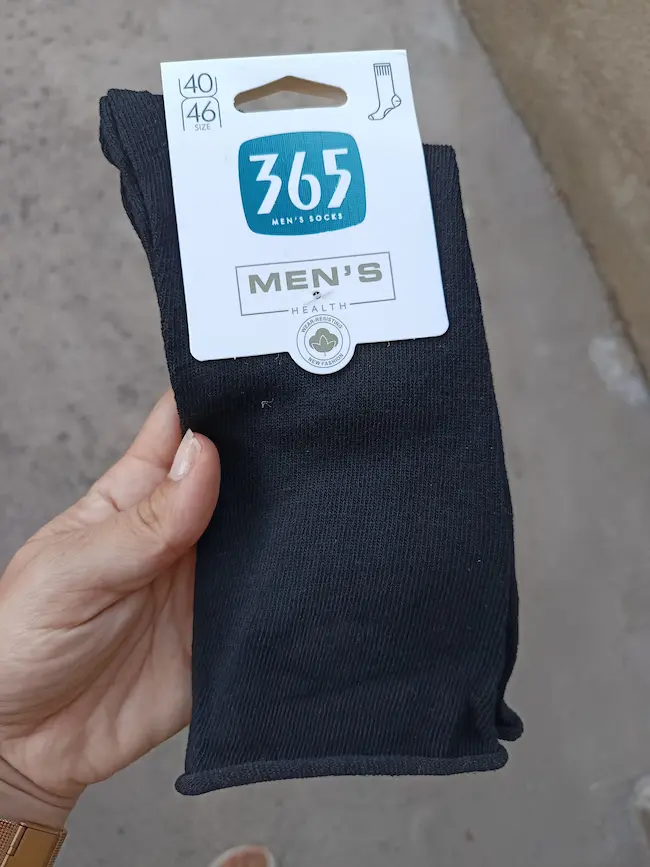 40
46
SIZE
365
MEN'S SOCKS
MEN'S
HEALTH
WEAR-RESISTING
NEW FASHION